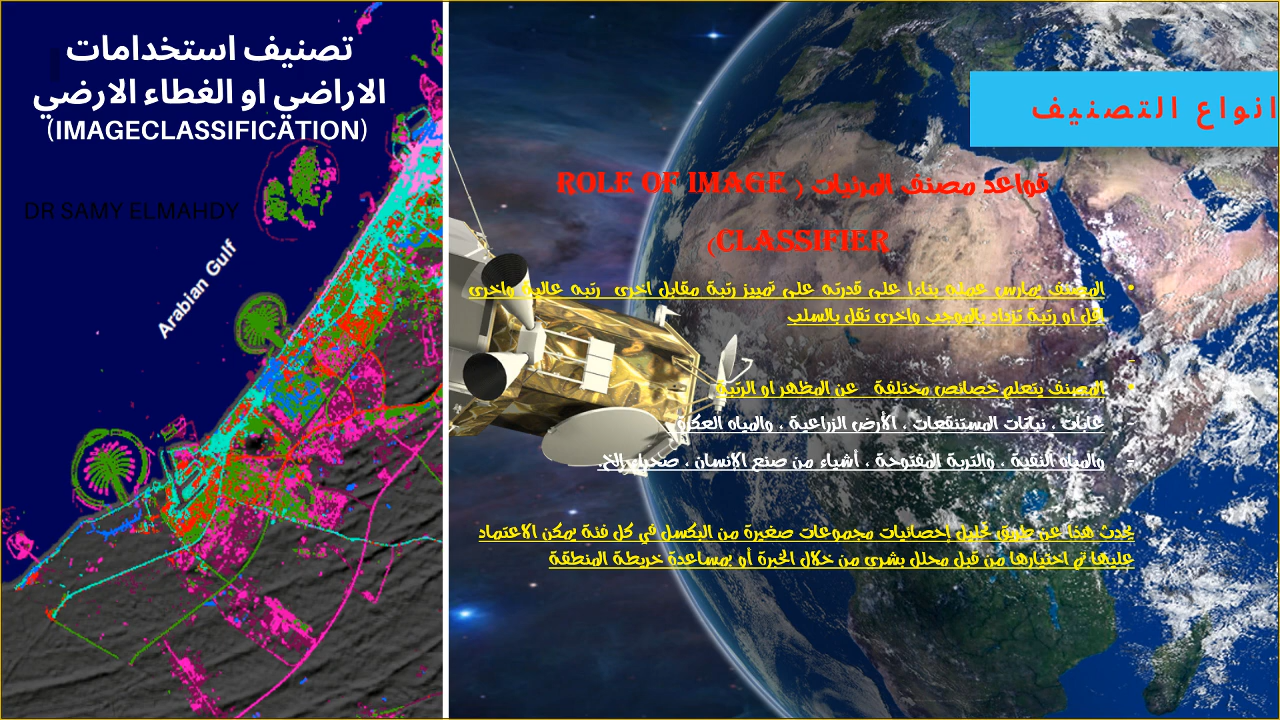 تصنيف استخدامات
الاراضي او الغطاء الارضي
(IMAGECLASSIFICATION)
DR SAMY ELMAHDY
Arabian Gulf
انواع التصنيف
قواعد مصنف المرئيات ( ROLE OF IMAGE
CLASSIFIER)
• المصنف يمارس عمله بناءا على قدرته على تمييز رتبة مقابل اخرى رتبه عالية واخرى
اقل او رتبة تزداد بالموجب واخرى تقل بالسلب
-
• المصنف يتعلم خصائص مختلفة عن المظهر او الرتبة
- غابات ، نباتات المستنقعات ، الأرض الزراعية ، والمياه العكرة
- والمياه النقية ، والتربة المفتوحة ، أشياء من صنع الانسان ، صحراء الخ.
يحدث هذا عن طريق تحليل إحصائيات مجموعات صغيرة من البكسل في كل فئة يمكن الاعتماد
عليها تم اختيارها من قبل محلل بشرى من خلال الخبرة أو بمساعدة خريطة المنطقة